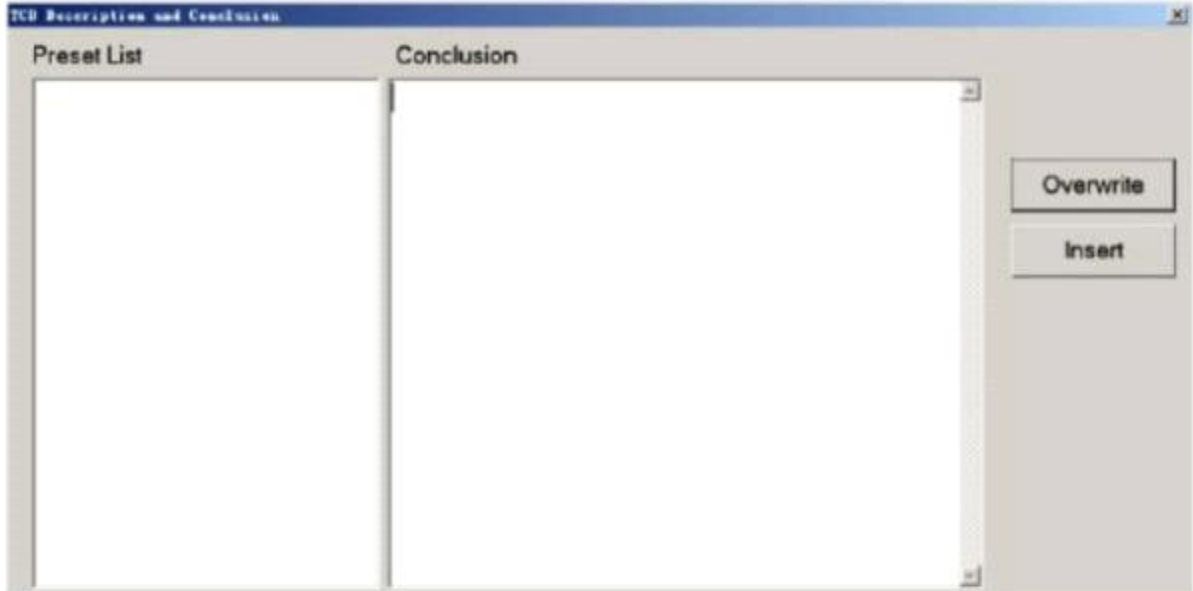 TCD Description and Conclusion
Preset List
Conclusion
Overwrite
Insert